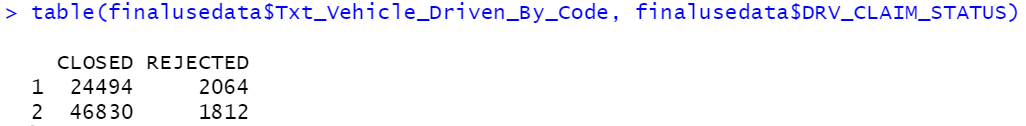 > table(finalusedata$Txt_Vehicle_Driven_By_Code, finalusedata$DRV_CLAIM_STATUS)
CLOSED REJECTED
1 24494 2064
2 46830 1812